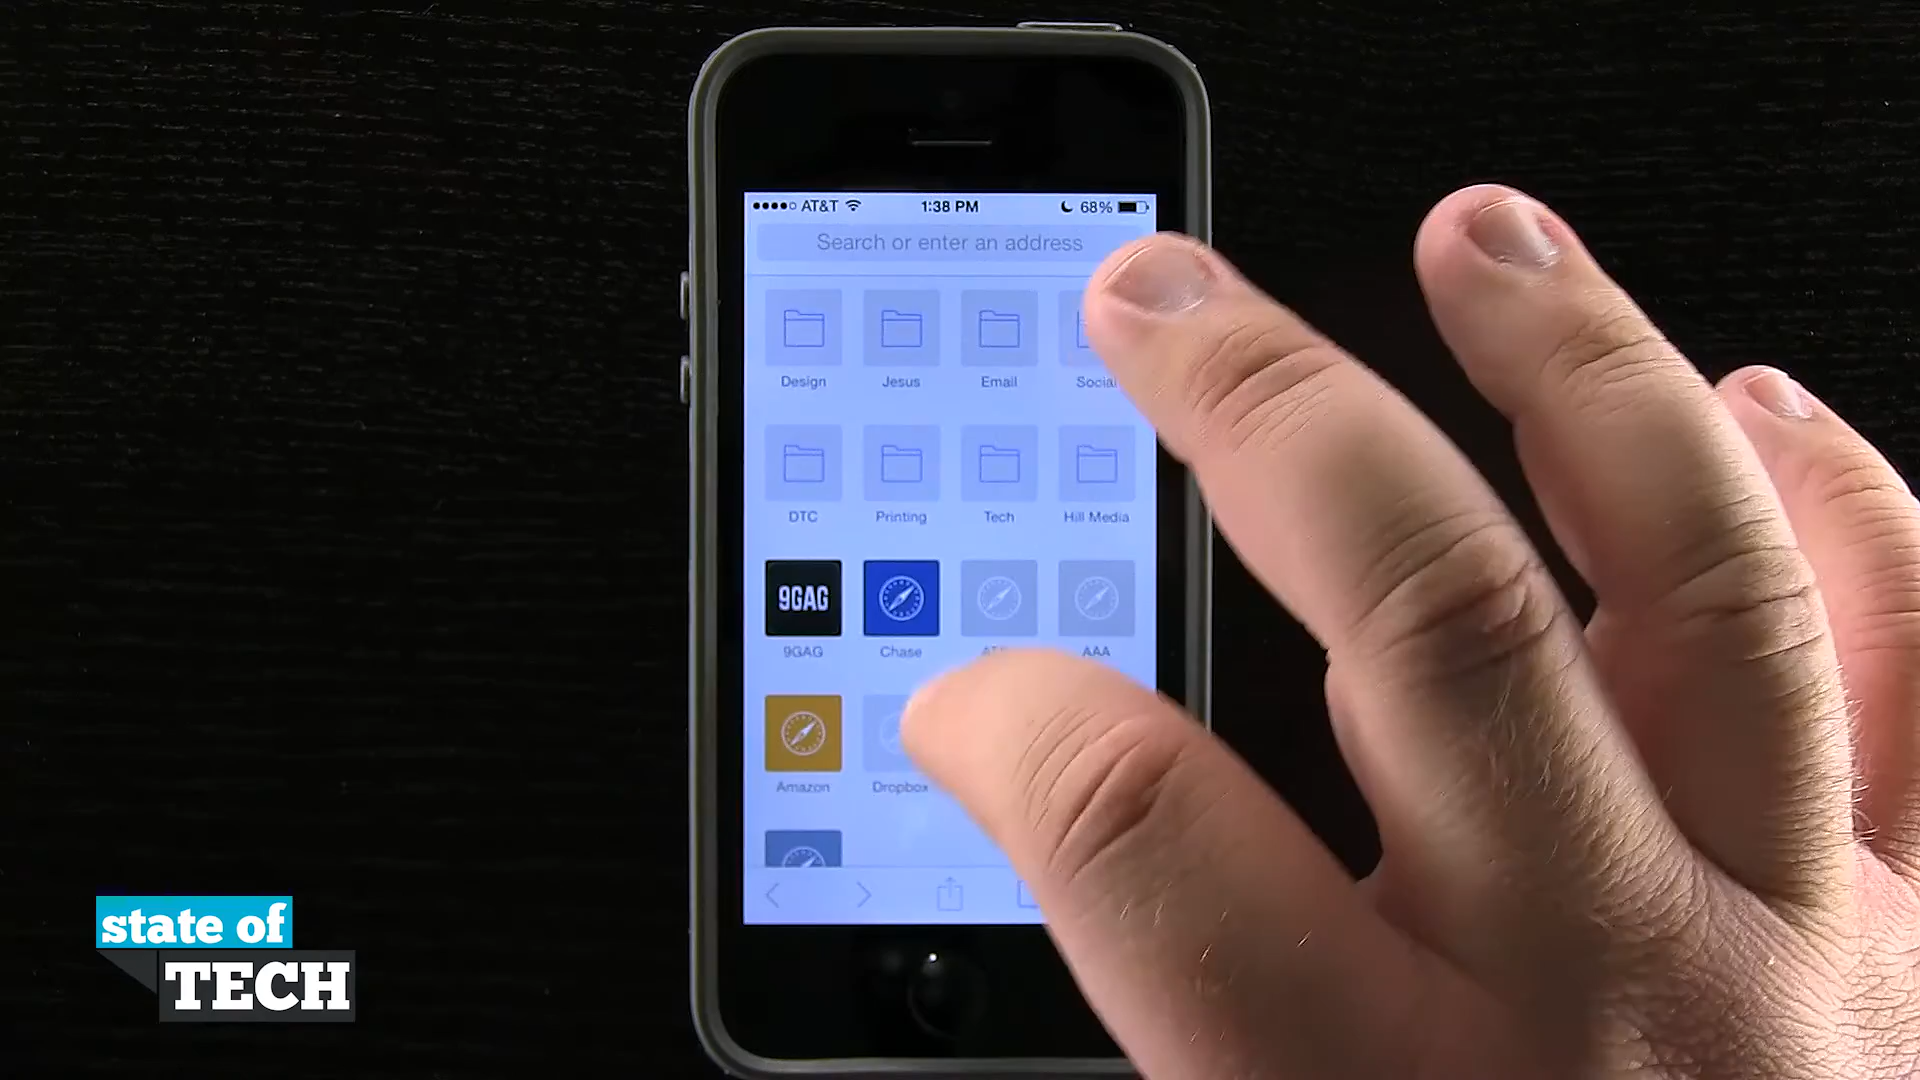 AT&T 1:38 PM 68%
Search or enter an address
Design Jesus Email Social
DTC Printing Tech Hill Media
9GAG
9GAG Chase AAA
Amazon Dropbox
state of
TECH